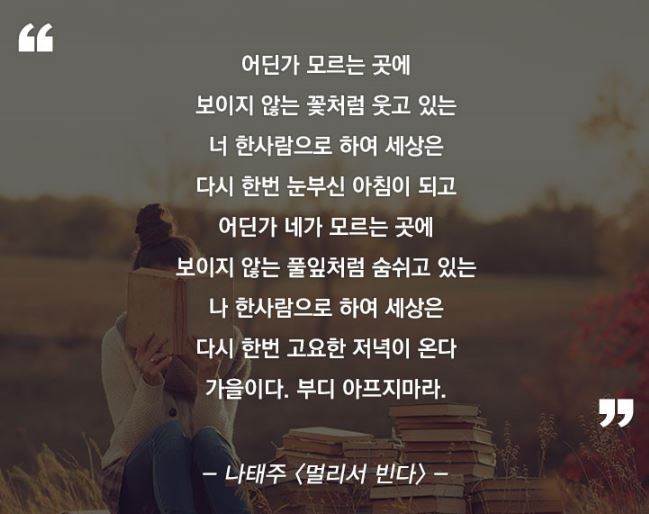 “
어딘가 모르는 곳에
보이지 않는 꽃처럼 웃고 있는
너 한사람으로 하여 세상은
다시 한번 눈부신 아침이 되고
어딘가 네가 모르는 곳에
보이지 않는 풀잎처럼 숨쉬고 있는
나 한사람으로 하여 세상은
다시 한번 고요한 저녁이 온다
가을이다. 부디 아프지마라.
”
– 나태주 〈멀리서 빈다〉 –